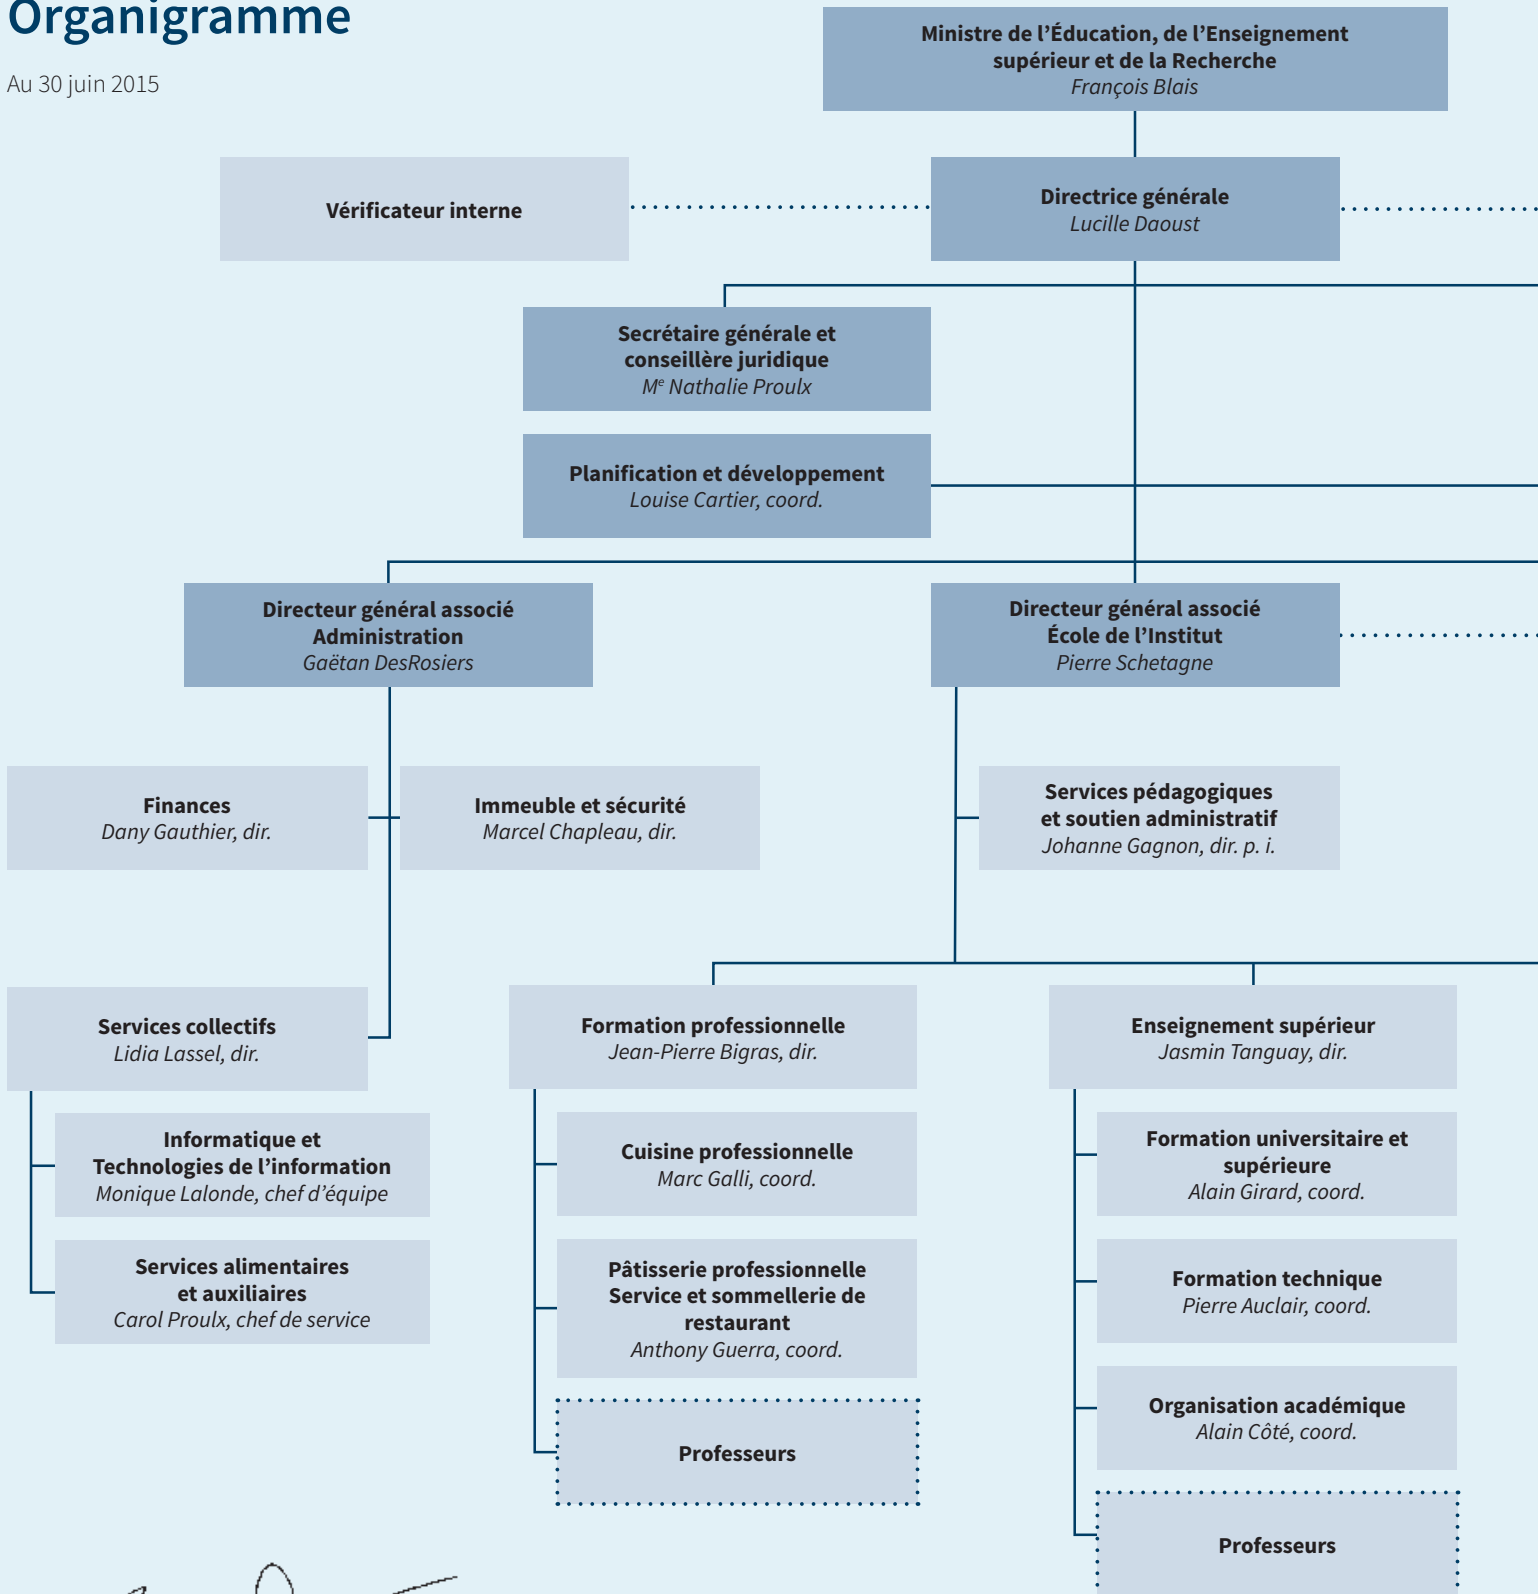 Organigramme
Au 30 juin 2015
Ministre de l’Éducation, de l’Enseignement
supérieur et de la Recherche
François Blais
Vérificateur interne
Directrice générale
Lucille Daoust
Secrétaire générale et
conseillère juridique
Me Nathalie Proulx
Planification et développement
Louise Cartier, coord.
Directeur général associé
Administration
Gaëtan DesRosiers
Directeur général associé
École de l’Institut
Pierre Schetagne
Finances
Dany Gauthier, dir.
Immeuble et sécurité
Marcel Chapleau, dir.
Services pédagogiques
et soutien administratif
Johanne Gagnon, dir. p. i.
Services collectifs
Lidia Lassel, dir.
Informatique et
Technologies de l’information
Monique Lalonde, chef d’équipe
Services alimentaires
et auxiliaires
Carol Proulx, chef de service
Formation professionnelle
Jean-Pierre Bigras, dir.
Cuisine professionnelle
Marc Galli, coord.
Pâtisserie professionnelle
Service et sommellerie de
restaurant
Anthony Guerra, coord.
Professeurs
Enseignement supérieur
Jasmin Tanguay, dir.
Formation universitaire et
supérieure
Alain Girard, coord.
Formation technique
Pierre Auclair, coord.
Organisation académique
Alain Côté, coord.
Professeurs